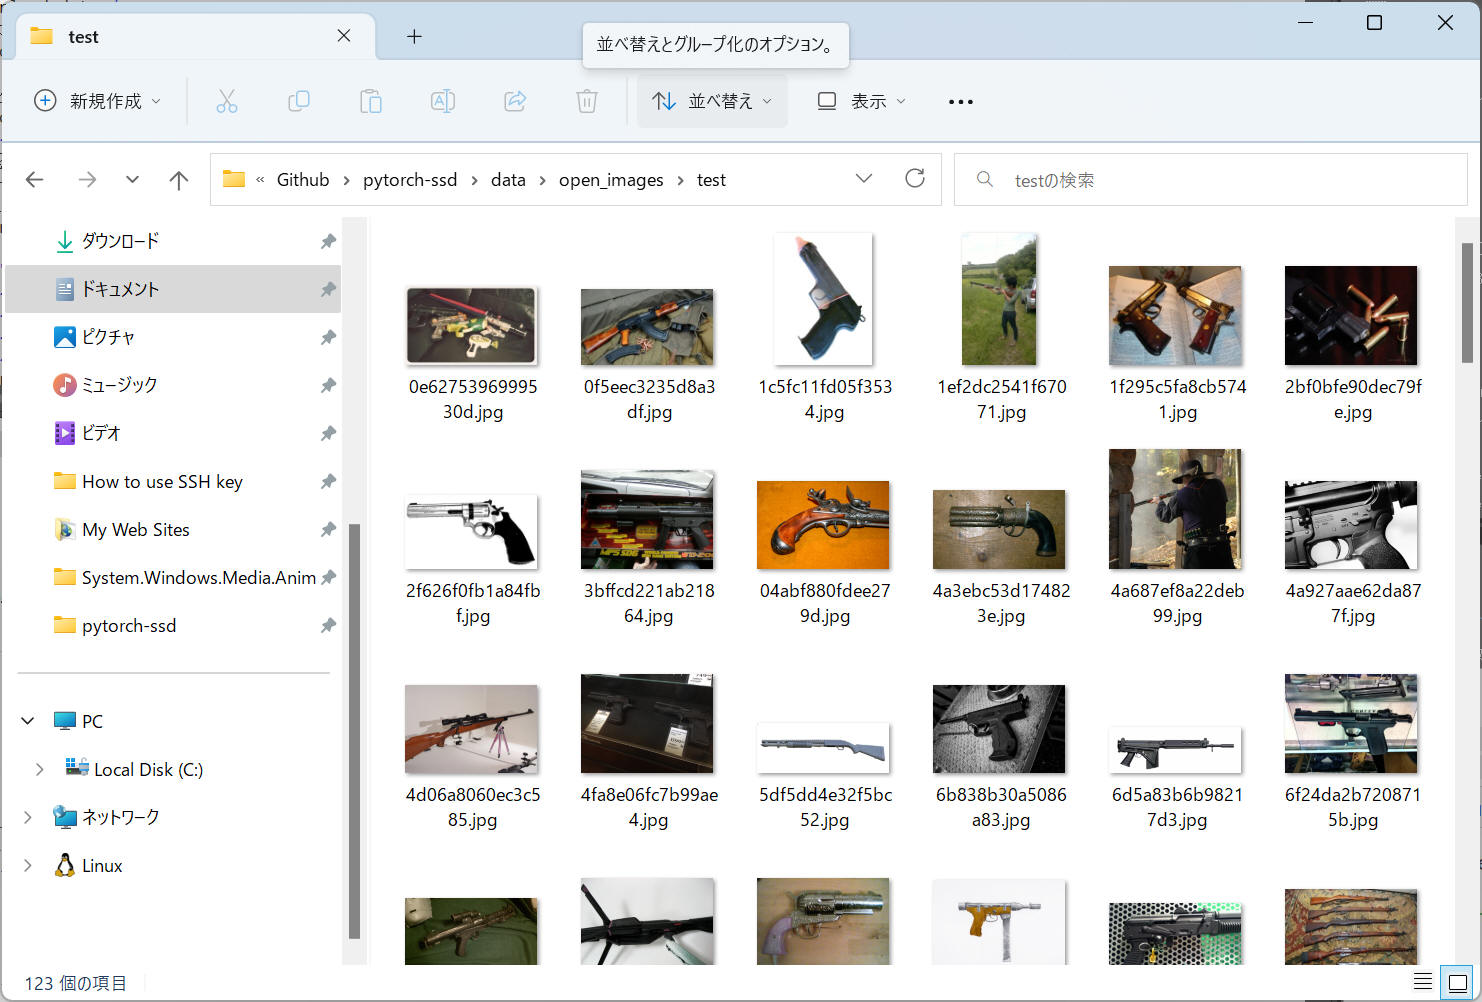 test
並べ替えとグループ化のオプション。
新規作成
並べ替え
表示
« Github > pytorch-ssd > data > open_images > test
testの検索
ダウンロード
ドキュメント
ピクチャ
ミュージック
ビデオ
How to use SSH key
My Web Sites
System.Windows.Media.Anim
pytorch-ssd
PC
Local Disk (C:)
ネットワーク
Linux
0e62753969995
30d.jpg
0f5eec3235d8a3
df.jpg
1c5fc11fd05f353
4.jpg
1ef2dc2541f670
71.jpg
1f295c5fa8cb574
1.jpg
2bf0bfe90dec79f
e.jpg
2f626f0fb1a84fb
f.jpg
3bffcd221ab218
64.jpg
04abf880fdee27
9d.jpg
4a3ebc53d17482
3e.jpg
4a687ef8a22deb
99.jpg
4a927aae62da87
7f.jpg
4d06a8060ec3c5
85.jpg
4fa8e06fc7b99ae
4.jpg
5df5dd4e32f5bc
52.jpg
6b838b30a5086
a83.jpg
6d5a83b6b9821
7d3.jpg
6f24da2b720871
5b.jpg
123 個の項目